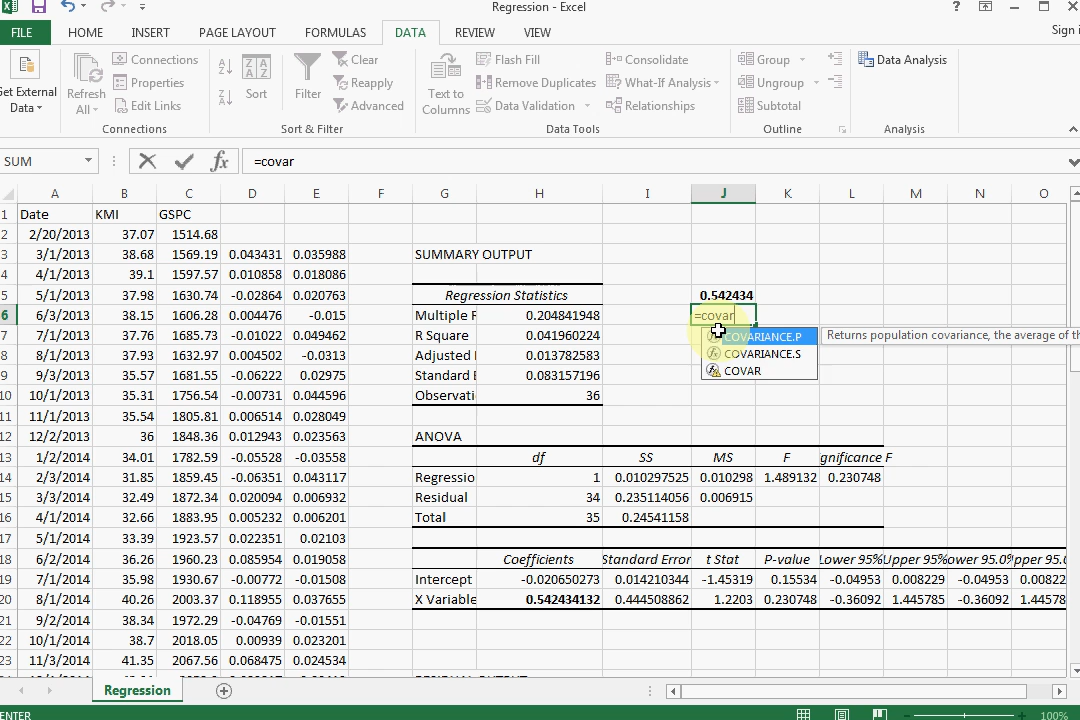 Regression - Excel
?
FILE HOME INSERT PAGE LAYOUT FORMULAS DATA REVIEW VIEW Sign i
et External Data
Refresh All
Connections
Properties
Edit Links
Connections
Sort
Filter
Clear
Reapply
Advanced
Sort & Filter
Text to Columns
Flash Fill
Remove Duplicates
Data Validation
Consolidate
What-If Analysis
Relationships
Data Tools
Group
Ungroup
Subtotal
Outline
Data Analysis
Analysis
SUM fx =covar
A B C D E F G H I J K L M N O
1 Date KMI GSPC
2 2/20/2013 37.07 1514.68
3 3/1/2013 38.68 1569.19 0.043431 0.035988 SUMMARY OUTPUT
4 4/1/2013 39.1 1597.57 0.010858 0.018086
5 5/1/2013 37.98 1630.74 -0.02864 0.020763 Regression Statistics 0.542434
6 6/3/2013 38.15 1606.28 0.004476 -0.015 Multiple R 0.204841948 =covar
7 7/1/2013 37.76 1685.73 -0.01022 0.049462 R Square 0.041960224 COVARIANCE.P Returns population covariance, the average of th
8 8/1/2013 37.93 1632.97 0.004502 -0.0313 Adjusted 0.013782583 COVARIANCE.S
9 9/3/2013 35.57 1681.55 -0.06222 0.02975 Standard E 0.083157196 COVAR
10 10/1/2013 35.31 1756.54 -0.00731 0.044596 Observati 36
11 11/1/2013 35.54 1805.81 0.006514 0.028049
12 12/2/2013 36 1848.36 0.012943 0.023563 ANOVA
13 1/2/2014 34.01 1782.59 -0.05528 -0.03558 df SS MS F gnificance F
14 2/3/2014 31.85 1859.45 -0.06351 0.043117 Regressio 1 0.010297525 0.010298 1.489132 0.230748
15 3/3/2014 32.49 1872.34 0.020094 0.006932 Residual 34 0.235114056 0.006915
16 4/1/2014 32.66 1883.95 0.005232 0.006201 Total 35 0.24541158
17 5/1/2014 33.39 1923.57 0.022351 0.02103
18 6/2/2014 36.26 1960.23 0.085954 0.019058 Coefficients Standard Error t Stat P-value Lower 95% Upper 95% ower 95.0% pper 95.0
19 7/1/2014 35.98 1930.67 -0.00772 -0.01508 Intercept -0.020650273 0.014210344 -1.45319 0.15534 -0.04953 0.008229 -0.04953 0.00822
20 8/1/2014 40.26 2003.37 0.118955 0.037655 X Variable 0.542434132 0.444508862 1.2203 0.230748 -0.36092 1.445785 -0.36092 1.44578
21 9/2/2014 38.34 1972.29 -0.04769 -0.01551
22 10/1/2014 38.7 2018.05 0.00939 0.023201
23 11/3/2014 41.35 2067.56 0.068475 0.024534
Regression
ENTER 100%